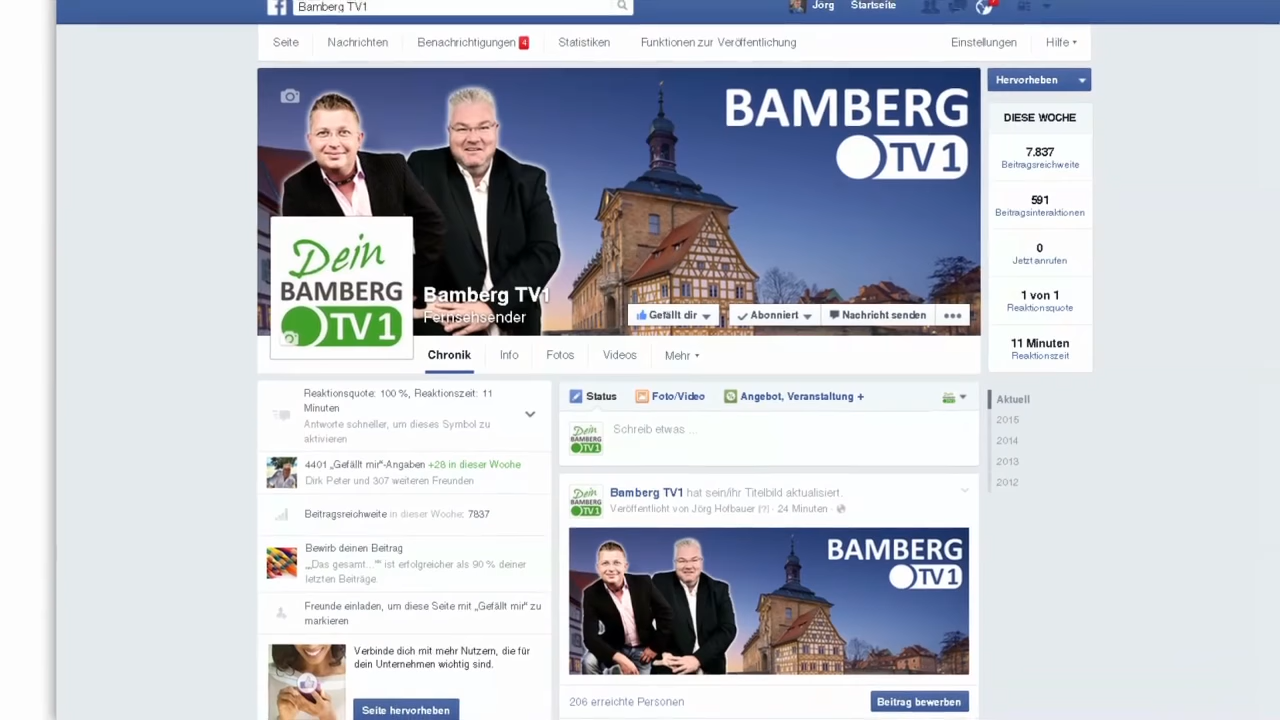 Bamberg TV1
Jörg Startseite
Seite Nachrichten Benachrichtigungen 4 Statistiken Funktionen zur Veröffentlichung Einstellungen Hilfe
BAMBERG
TV1
Dein
BAMBERG
TV1
Bamberg TV1
Fernsehsender
Gefällt dir Abonniert Nachricht senden •••
Hervorheben
DIESE WOCHE
7.837
Beitragsreichweite
591
Beitragsinteraktionen
0
Jetzt anrufen
1 von 1
Reaktionsquote
11 Minuten
Reaktionszeit
Chronik Info Fotos Videos Mehr
Reaktionsquote: 100 %, Reaktionszeit: 11
Minuten
Antworte schneller, um dieses Symbol zu
aktivieren
4401 „Gefällt mir“-Angaben +28 in dieser Woche
Dirk Peter und 307 weiteren Freunden
Beitragsreichweite in dieser Woche: 7837
Bewirb deinen Beitrag
„„Das gesamt...““ ist erfolgreicher als 90 % deiner
letzten Beiträge.
Freunde einladen, um diese Seite mit „Gefällt mir“ zu
markieren
Verbinde dich mit mehr Nutzern, die für
dein Unternehmen wichtig sind.
Seite hervorheben
Status Foto/Video Angebot, Veranstaltung +
Dein
BAMBERG
TV1
Schreib etwas ...
Dein
BAMBERG
TV1
Bamberg TV1 hat sein/ihr Titelbild aktualisiert.
Veröffentlicht von Jörg Hofbauer [?] · 24 Minuten ·
BAMBERG
TV1
206 erreichte Personen
Beitrag bewerben
Aktuell
2015
2014
2013
2012